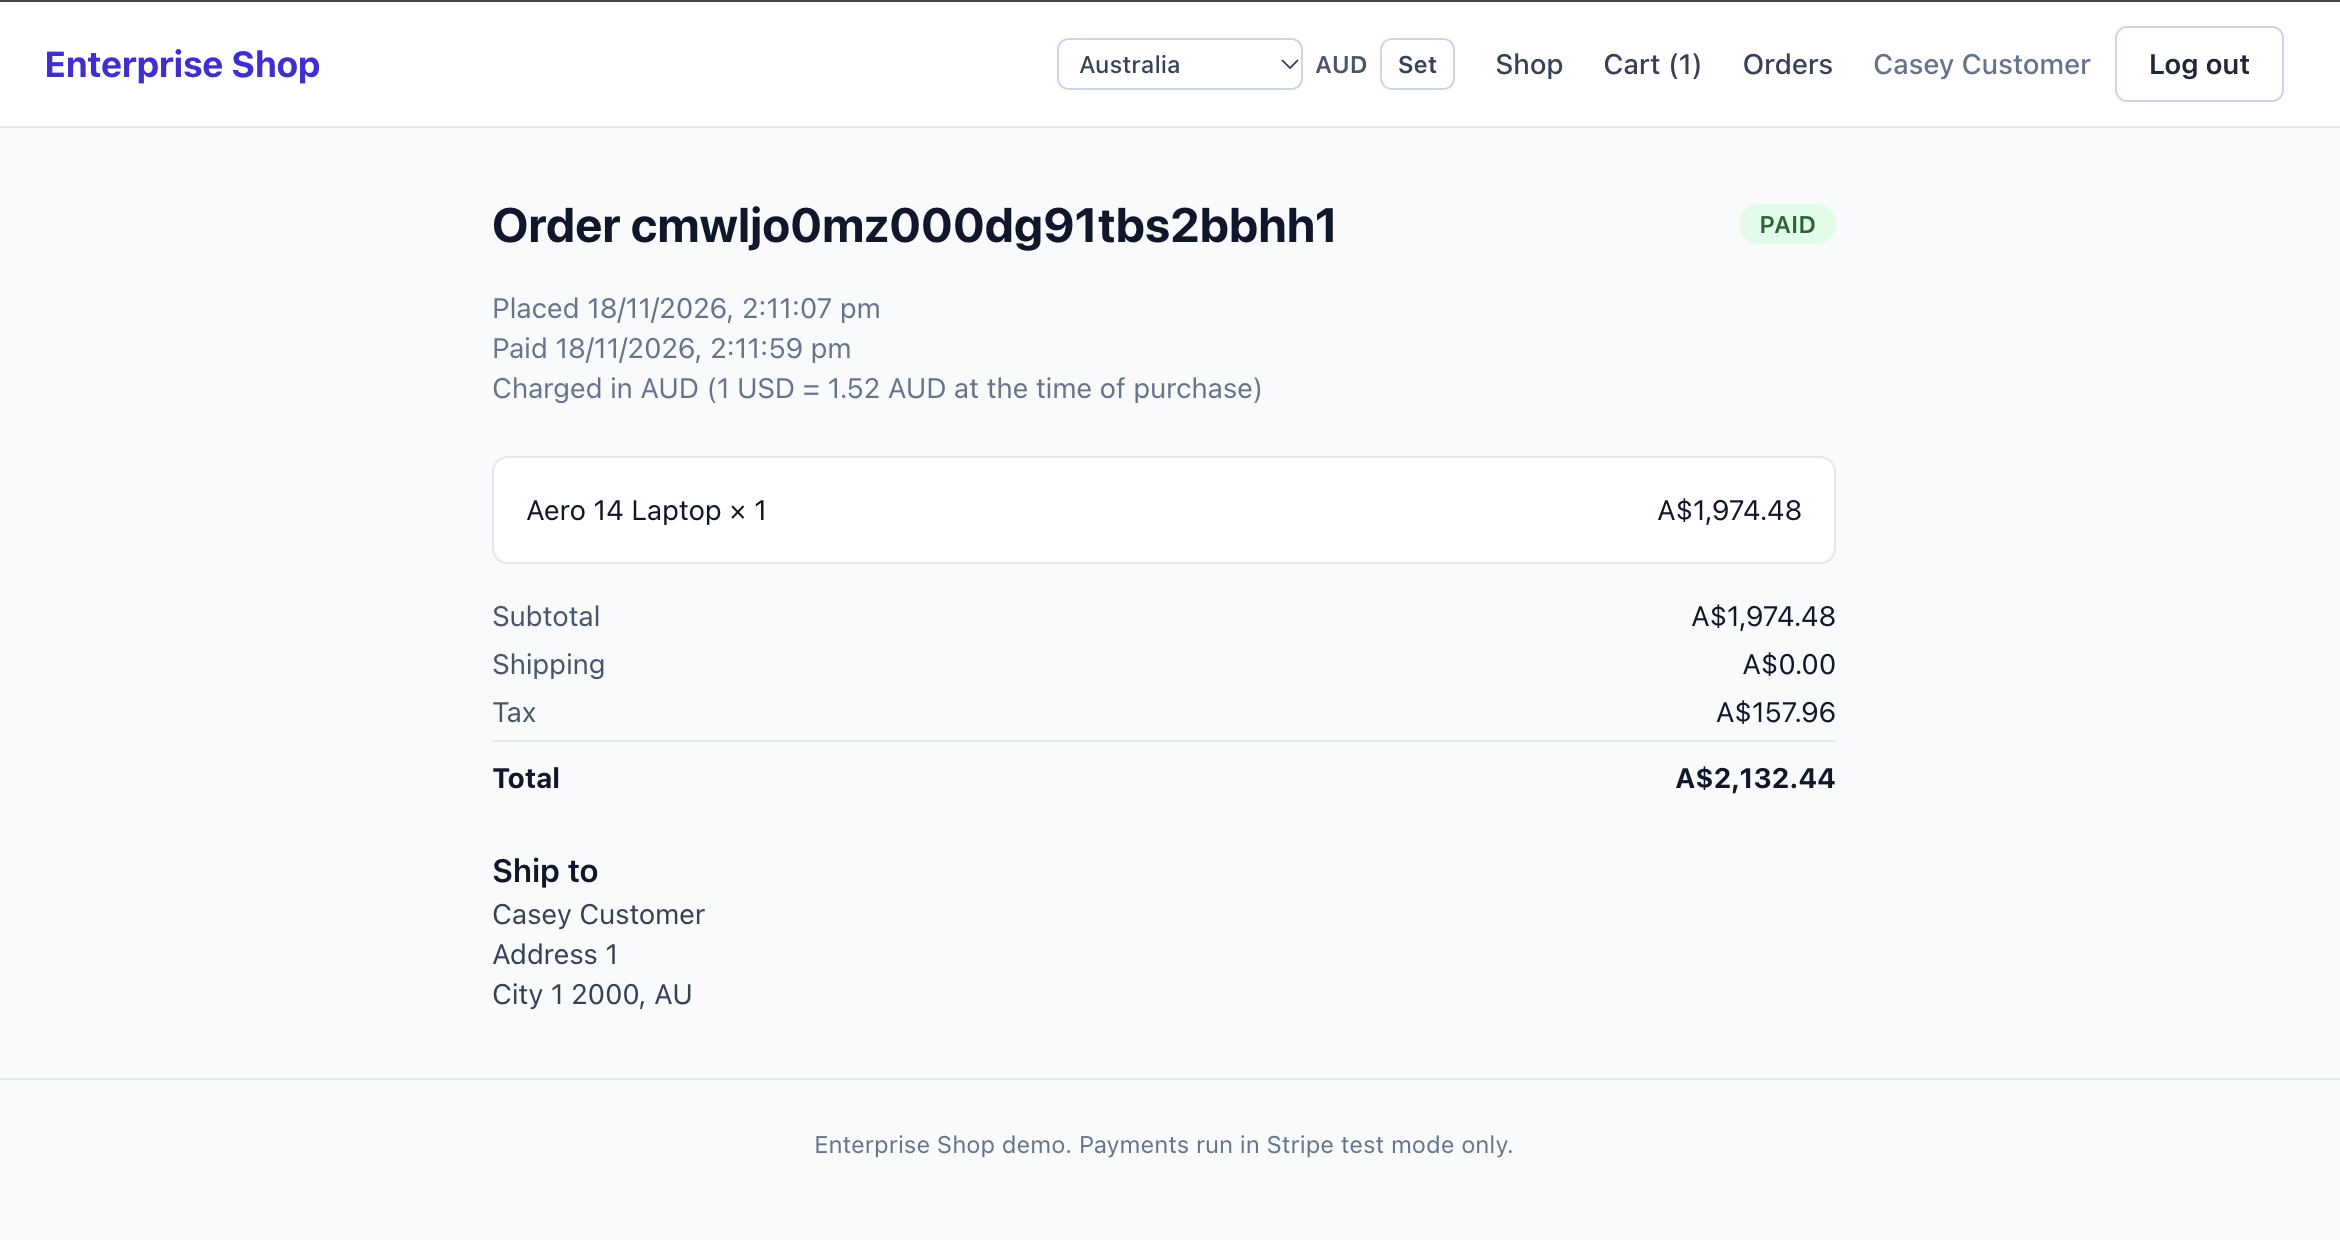 Enterprise Shop
Australia AUD Set Shop Cart (1) Orders Casey Customer Log out
Order cmwljo0mz000dg91tbs2bbhh1 PAID
Placed 18/11/2026, 2:11:07 pm
Paid 18/11/2026, 2:11:59 pm
Charged in AUD (1 USD = 1.52 AUD at the time of purchase)
Aero 14 Laptop × 1 A$1,974.48
Subtotal A$1,974.48
Shipping A$0.00
Tax A$157.96
Total A$2,132.44
Ship to
Casey Customer
Address 1
City 1 2000, AU
Enterprise Shop demo. Payments run in Stripe test mode only.